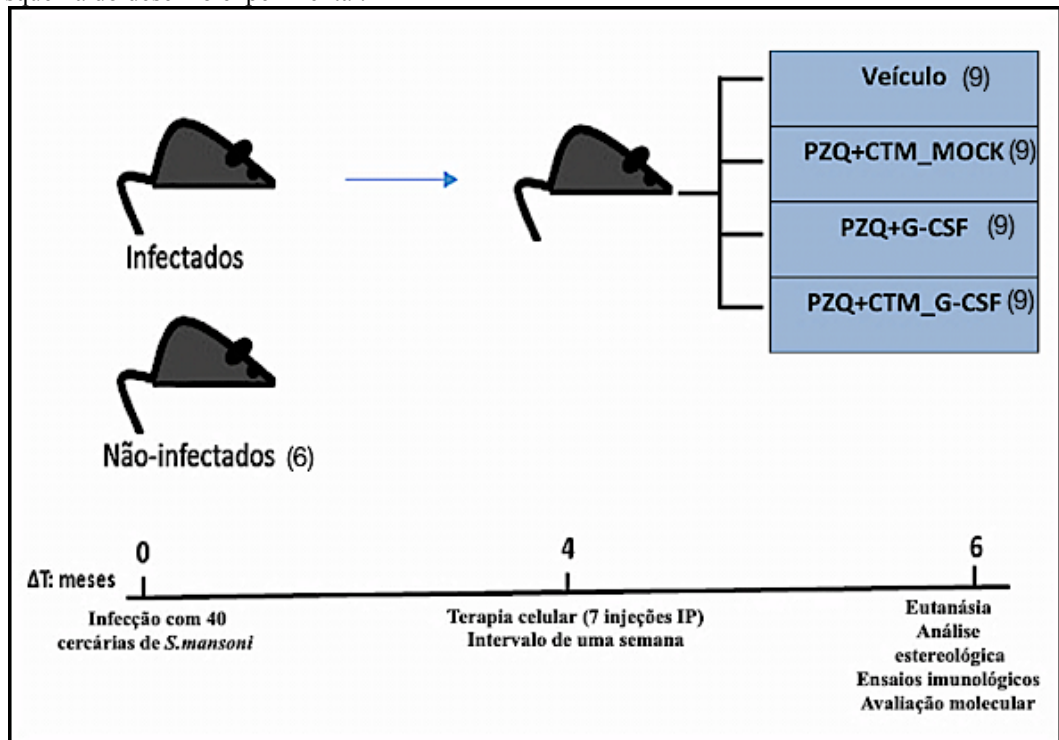 Veículo (9)
PZQ+CTM_MOCK (9)
PZQ+G-CSF (9)
PZQ+CTM_G-CSF (9)
Infectados
Não-infectados (6)
0
4
6
ΔT: meses
Infecção com 40
cercárias de S.mansoni
Terapia celular (7 injeções IP)
Intervalo de uma semana
Eutanásia
Análise
estereológica
Ensaios imunológicos
Avaliação molecular